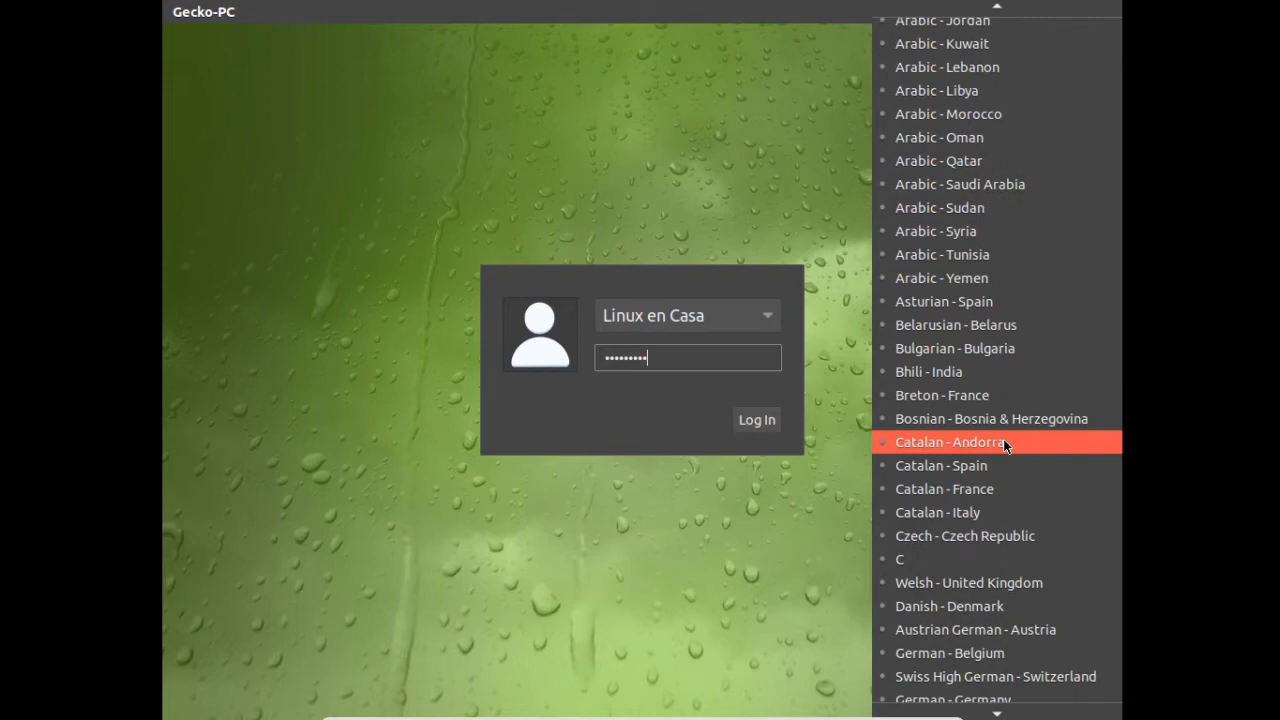 Gecko-PC
Linux en Casa
Log In
Arabic - Jordan
Arabic - Kuwait
Arabic - Lebanon
Arabic - Libya
Arabic - Morocco
Arabic - Oman
Arabic - Qatar
Arabic - Saudi Arabia
Arabic - Sudan
Arabic - Syria
Arabic - Tunisia
Arabic - Yemen
Asturian - Spain
Belarusian - Belarus
Bulgarian - Bulgaria
Bhili - India
Breton - France
Bosnian - Bosnia & Herzegovina
Catalan - Andorra
Catalan - Spain
Catalan - France
Catalan - Italy
Czech - Czech Republic
C
Welsh - United Kingdom
Danish - Denmark
Austrian German - Austria
German - Belgium
Swiss High German - Switzerland
German - Germany